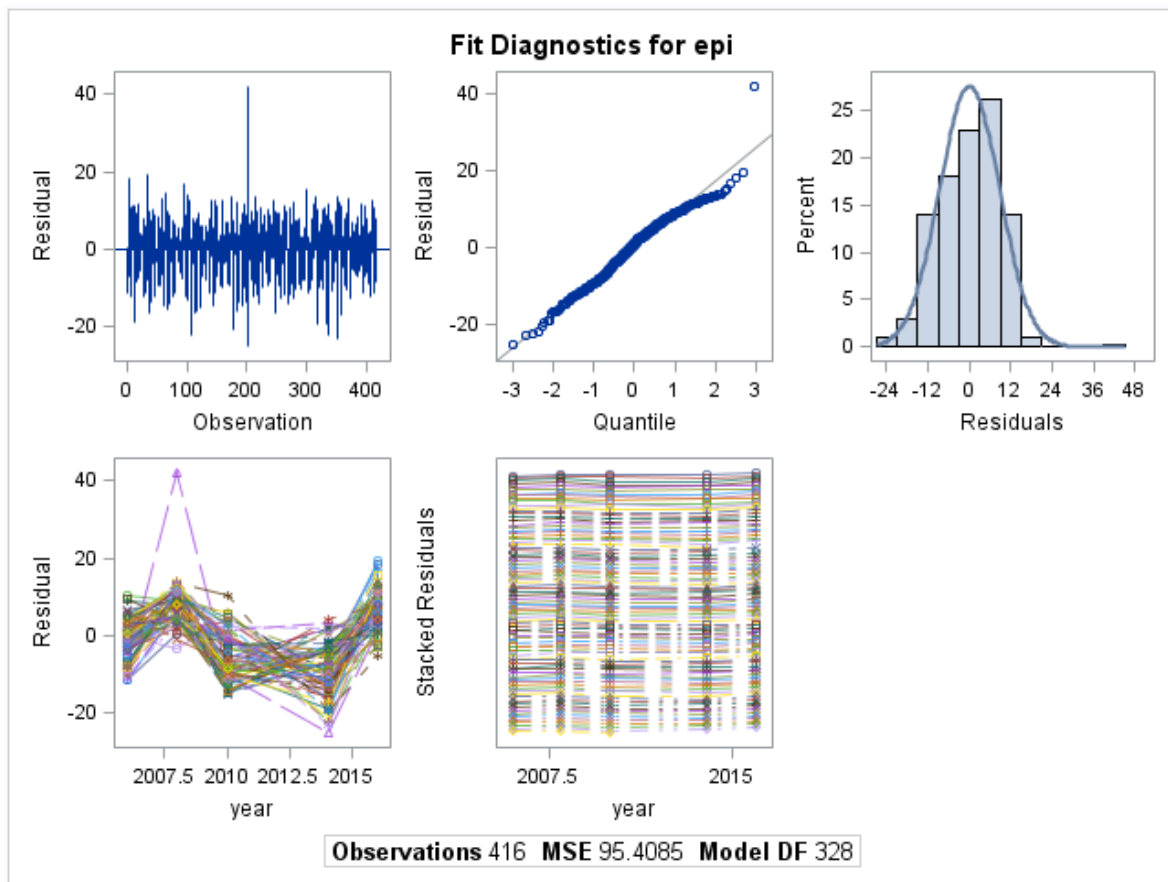 Fit Diagnostics for epi
Residual
40
20
0
-20
0 100 200 300 400
Observation
Residual
40
20
0
-20
-3 -2 -1 0 1 2 3
Quantile
Percent
25
20
15
10
5
0
-24 -12 0 12 24 36 48
Residuals
Residual
40
20
0
-20
2007.5 2010 2012.5 2015
year
Stacked Residuals
2007.5 2015
year
Observations 416 MSE 95.4085 Model DF 328